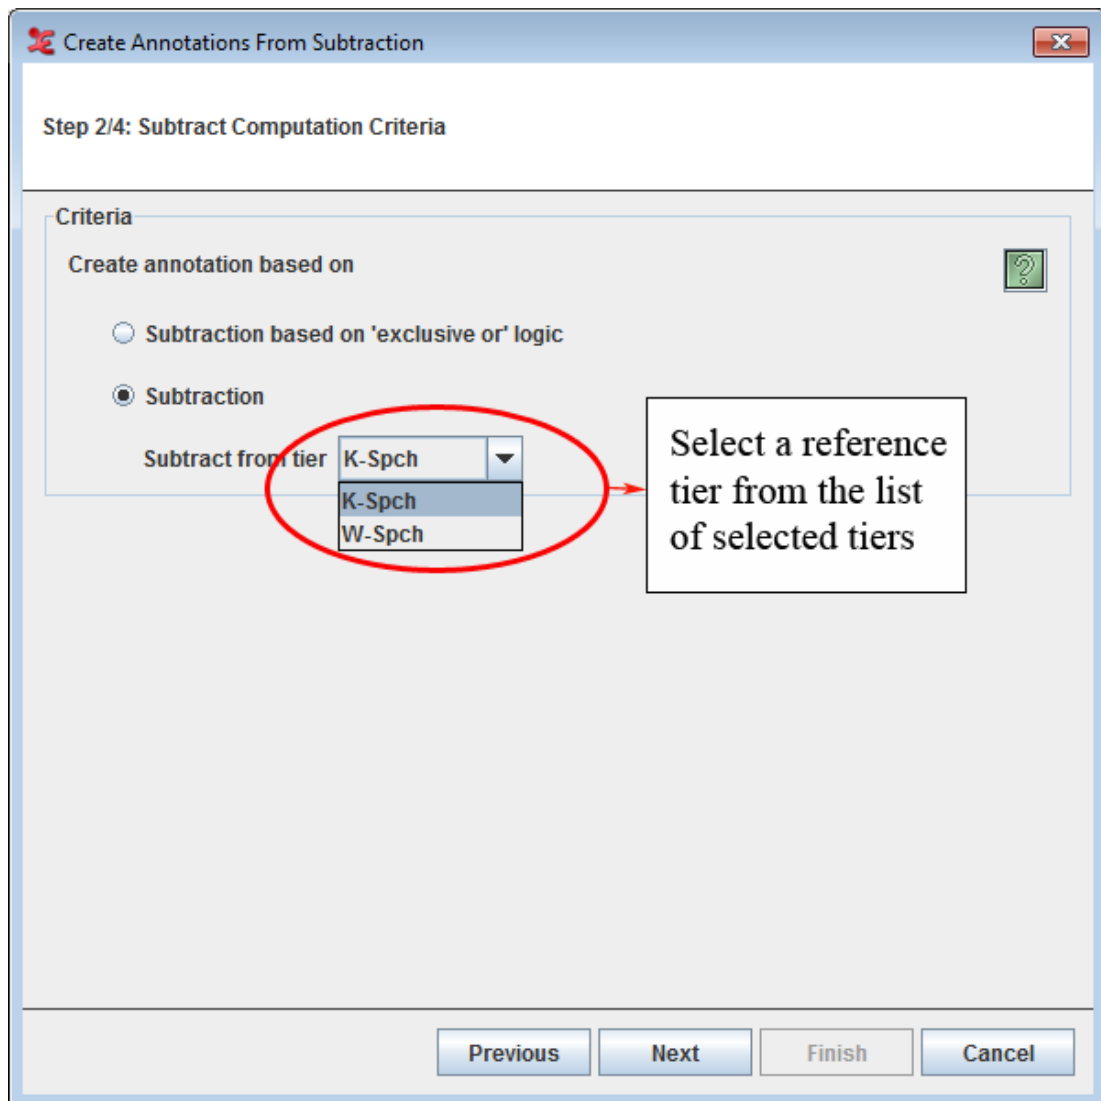 Create Annotations From Subtraction
Step 2/4: Subtract Computation Criteria
Criteria
Create annotation based on
Subtraction based on 'exclusive or' logic
Subtraction
Subtract from tier K-Spch
K-Spch
W-Spch
Select a reference
tier from the list
of selected tiers
Previous Next Finish Cancel